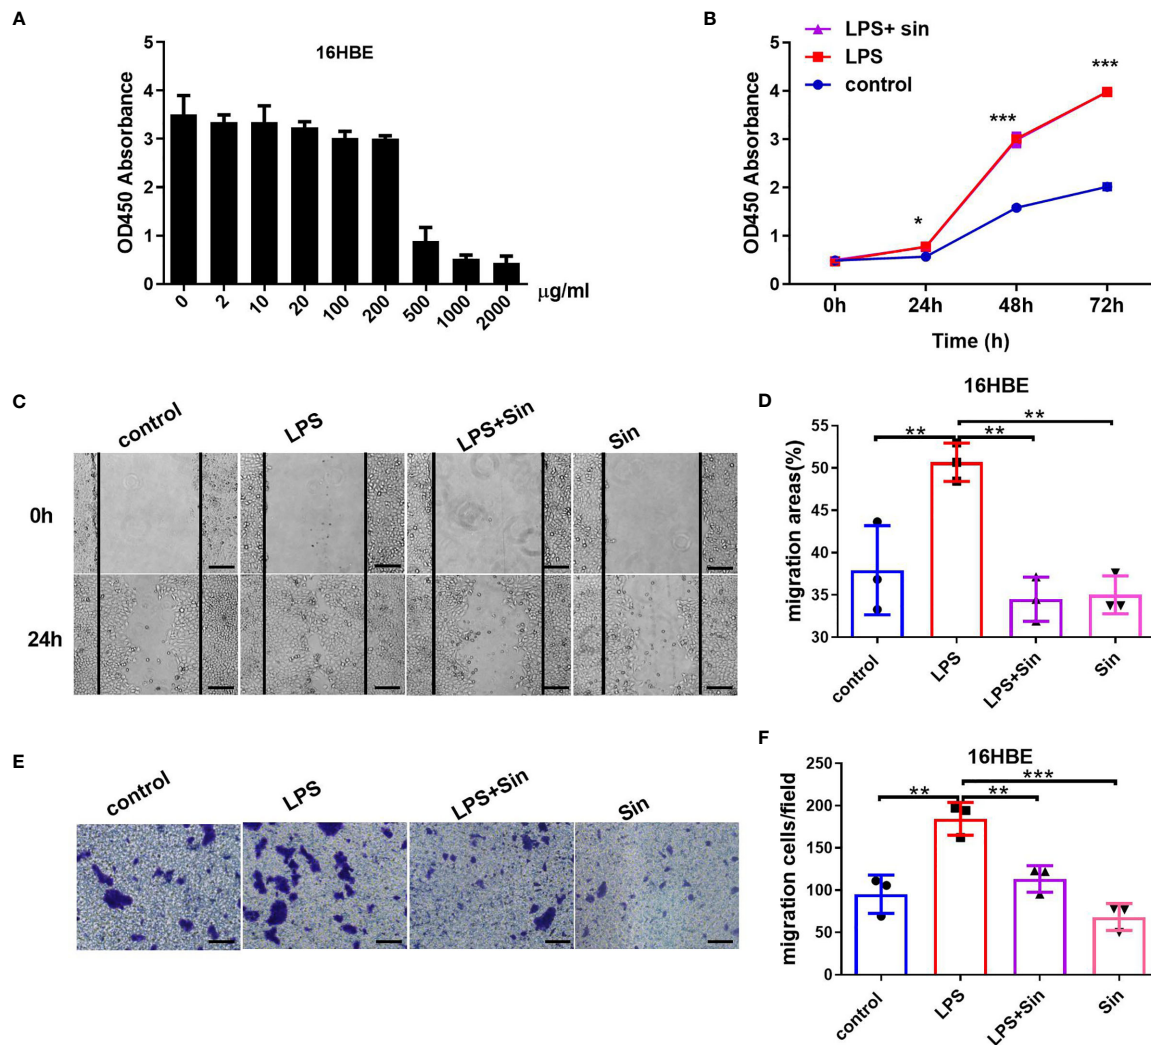 A
16HBE
OD450 Absorbance
5
4
3
2
1
0
0 2 10 20 100 200 500 1000 2000 μg/ml
B
LPS+ sin
LPS
control
OD450 Absorbance
5
4
3
2
1
0
*
***
***
0h 24h 48h 72h
Time (h)
C
control LPS LPS+Sin Sin
0h
24h
D
16HBE
migration areas(%)
55
50
45
40
35
30
**
** **
control LPS LPS+Sin Sin
E
control LPS LPS+Sin Sin
F
16HBE
migration cells/field
250
200
150
100
50
0
***
** **
control LPS LPS+Sin Sin